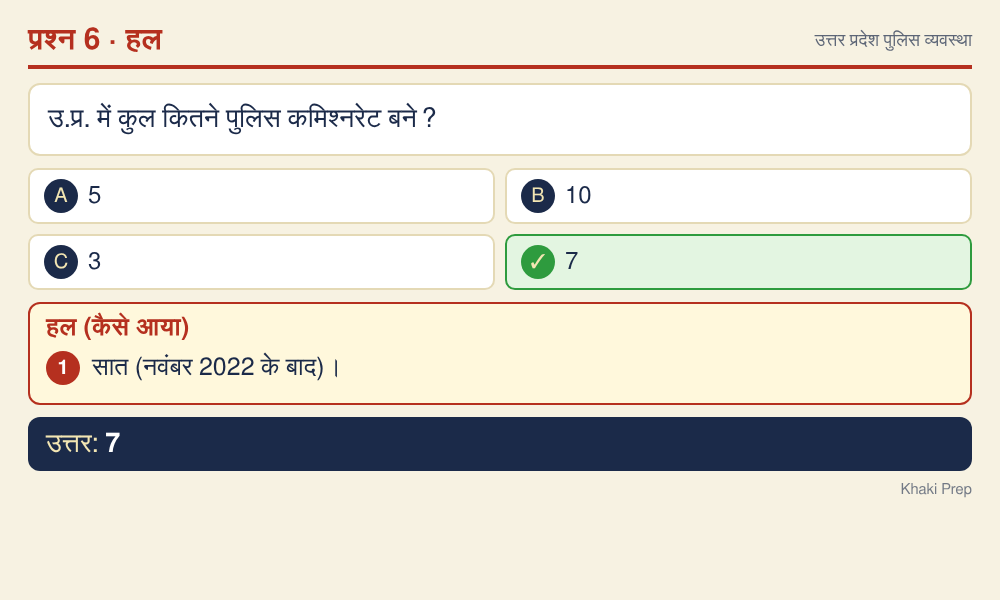 प्रश्न 6 · हल
उत्तर प्रदेश पुलिस व्यवस्था
उ.प्र. में कुल कितने पुलिस कमिश्नरेट बने ?
A 5
B 10
C 3
✓ 7
हल (कैसे आया)
1 सात (नवंबर 2022 के बाद) ।
उत्तर: 7
Khaki Prep